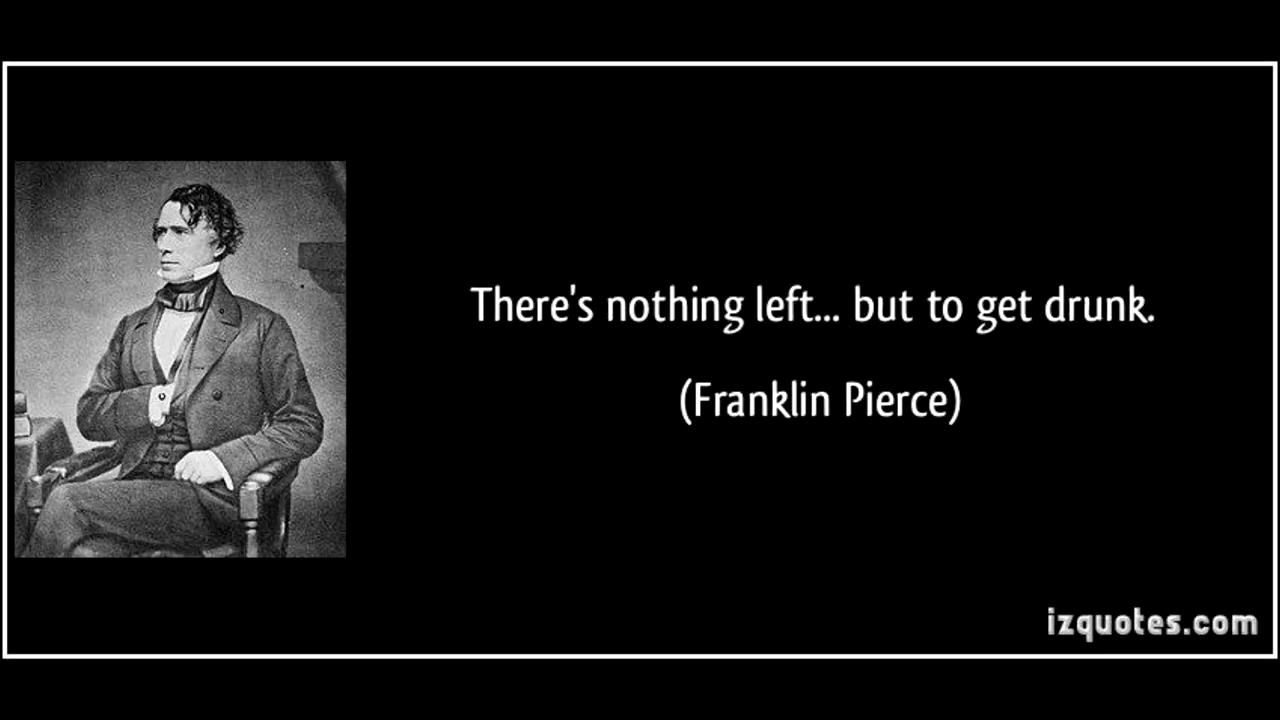 There's nothing left... but to get drunk.
(Franklin Pierce)
izquotes.com